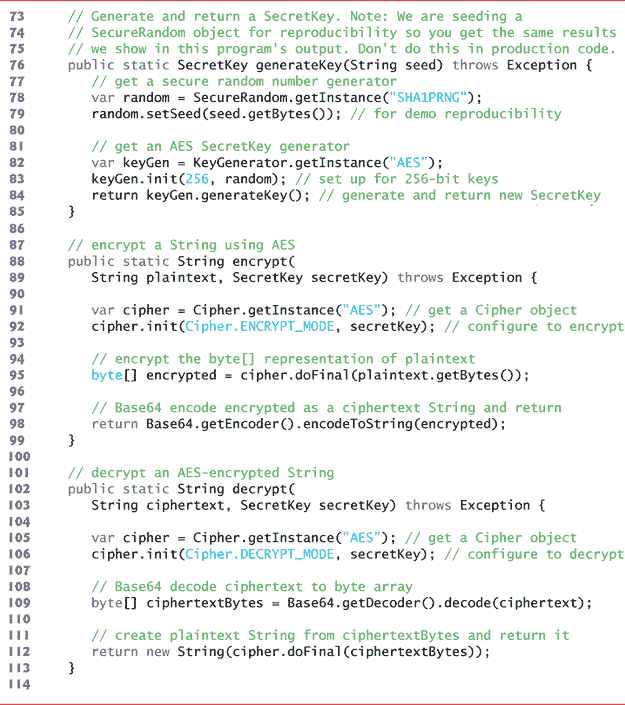 73 // Generate and return a SecretKey. Note: We are seeding a
74 // SecureRandom object for reproducibility so you get the same results
75 // we show in this program's output. Don't do this in production code.
76 public static SecretKey generateKey(String seed) throws Exception {
77 // get a secure random number generator
78 var random = SecureRandom.getInstance("SHA1PRNG");
79 random.setSeed(seed.getBytes()); // for demo reproducibility
80
81 // get an AES SecretKey generator
82 var keyGen = KeyGenerator.getInstance("AES");
83 keyGen.init(256, random); // set up for 256-bit keys
84 return keyGen.generateKey(); // generate and return new SecretKey
85 }
86
87 // encrypt a String using AES
88 public static String encrypt(
89 String plaintext, SecretKey secretKey) throws Exception {
90
91 var cipher = Cipher.getInstance("AES"); // get a Cipher object
92 cipher.init(Cipher.ENCRYPT_MODE, secretKey); // configure to encrypt
93
94 // encrypt the byte[] representation of plaintext
95 byte[] encrypted = cipher.doFinal(plaintext.getBytes());
96
97 // Base64 encode encrypted as a ciphertext String and return
98 return Base64.getEncoder().encodeToString(encrypted);
99 }
100
101 // decrypt an AES-encrypted String
102 public static String decrypt(
103 String ciphertext, SecretKey secretKey) throws Exception {
104
105 var cipher = Cipher.getInstance("AES"); // get a Cipher object
106 cipher.init(Cipher.DECRYPT_MODE, secretKey); // configure to decrypt
107
108 // Base64 decode ciphertext to byte array
109 byte[] ciphertextBytes = Base64.getDecoder().decode(ciphertext);
110
111 // create plaintext String from ciphertextBytes and return it
112 return new String(cipher.doFinal(ciphertextBytes));
113 }
114